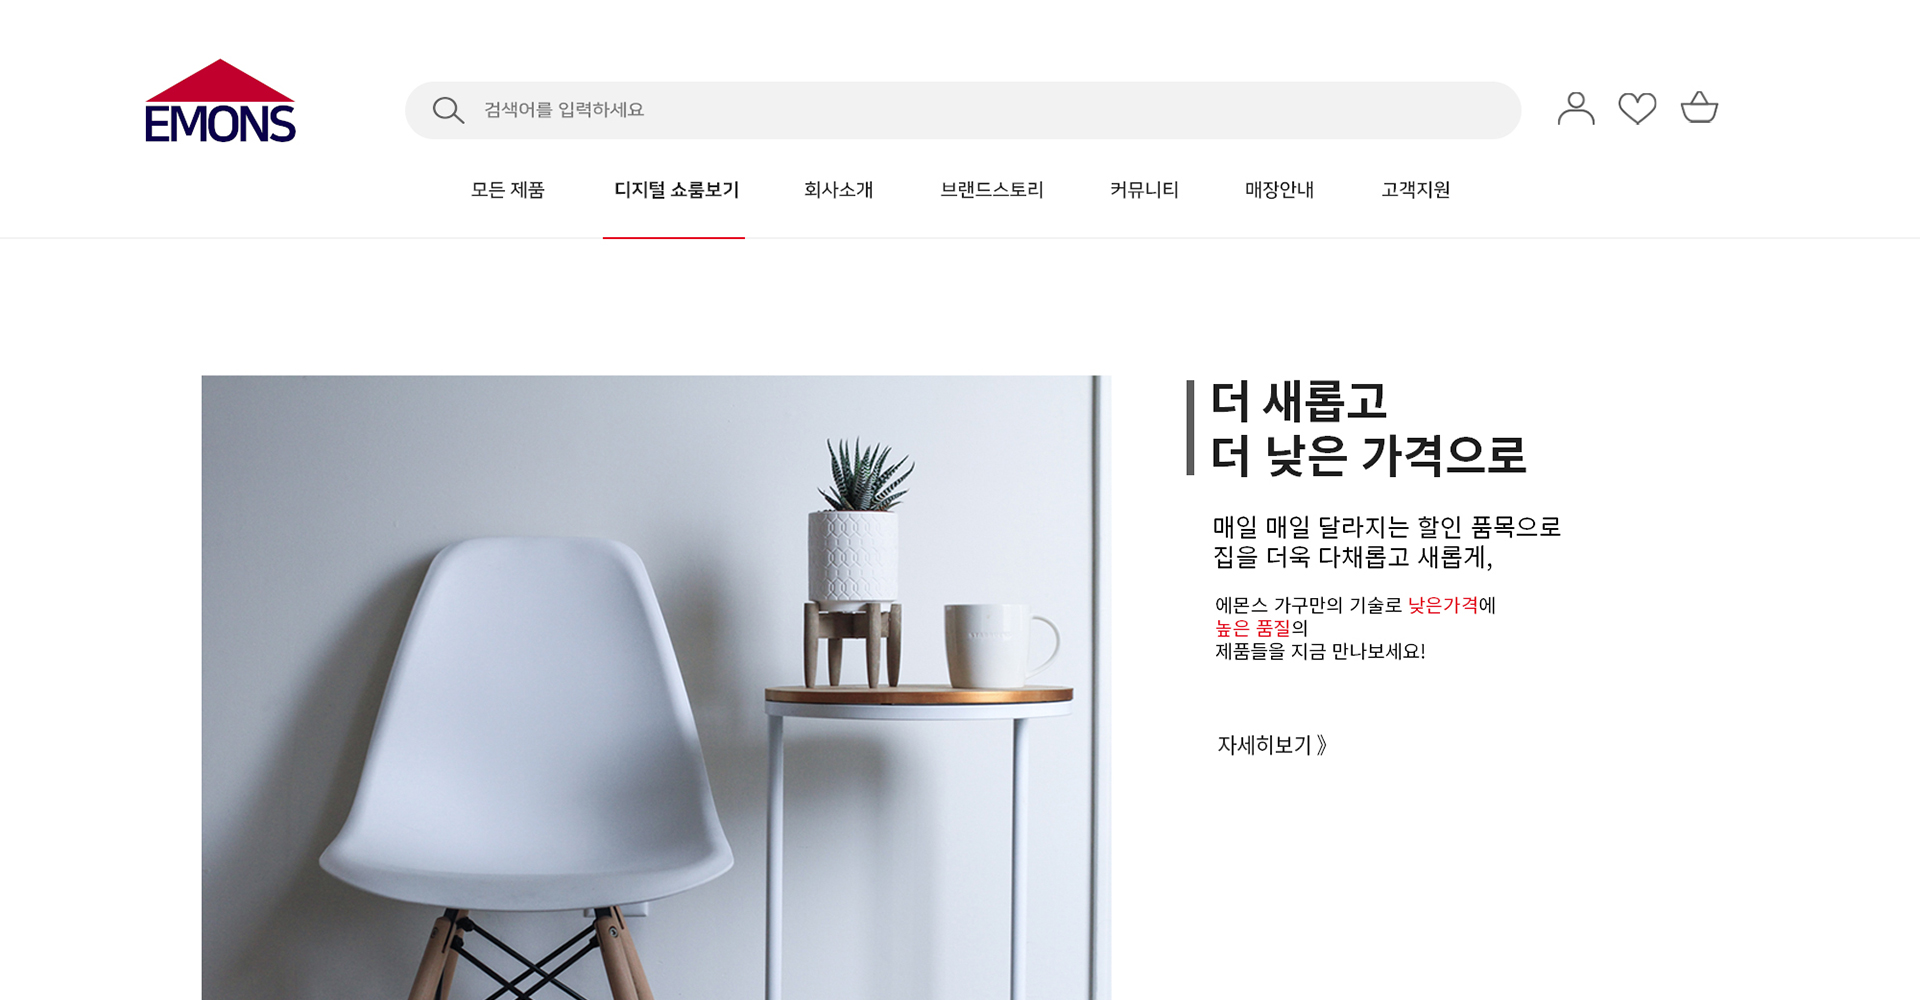 EMONS
검색어를 입력하세요
모든 제품 디지털 쇼룸보기 회사소개 브랜드스토리 커뮤니티 매장안내 고객지원
더 새롭고
더 낮은 가격으로
매일 매일 달라지는 할인 품목으로
집을 더욱 다채롭고 새롭게,
에몬스 가구만의 기술로 낮은가격에
높은 품질의
제품들을 지금 만나보세요!
자세히보기 》